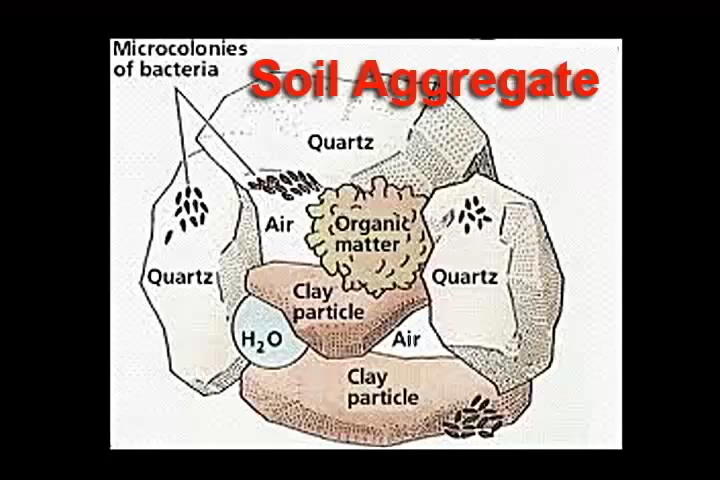 Microcolonies
of bacteria
Soil Aggregate
Quartz
Air
Organic
matter
Quartz
Quartz
Clay
particle
H₂O
Air
Clay
particle